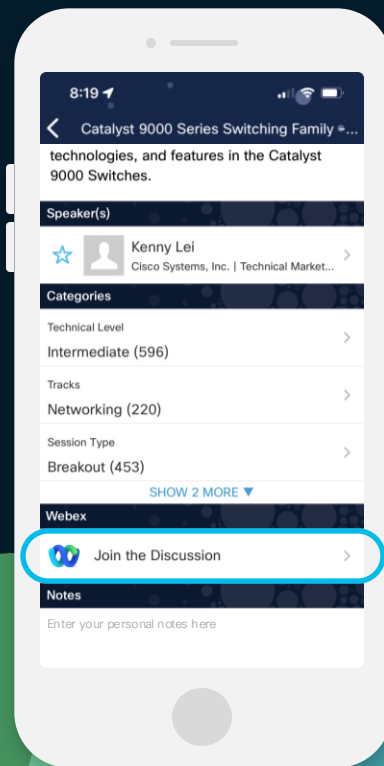 8:19
Catalyst 9000 Series Switching Family -...
technologies, and features in the Catalyst
9000 Switches.
Speaker(s)
Kenny Lei
Cisco Systems, Inc. | Technical Market...
Categories
Technical Level
Intermediate (596)
Tracks
Networking (220)
Session Type
Breakout (453)
SHOW 2 MORE ▼
Webex
Join the Discussion
Notes
Enter your personal notes here